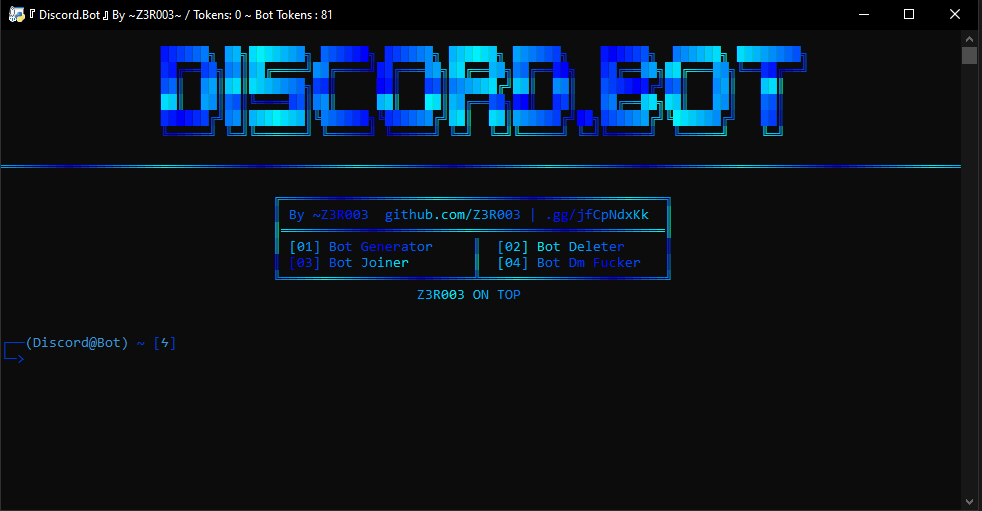 『 Discord.Bot 』 By ~Z3R003~ / Tokens: 0 ~ Bot Tokens : 81
DISCORD.BOT
By ~Z3R003 github.com/Z3R003 | .gg/jfCpNdxKk
[01] Bot Generator [02] Bot Deleter
[03] Bot Joiner [04] Bot Dm Fucker
Z3R003 ON TOP
(Discord@Bot) ~ [ϟ]
>